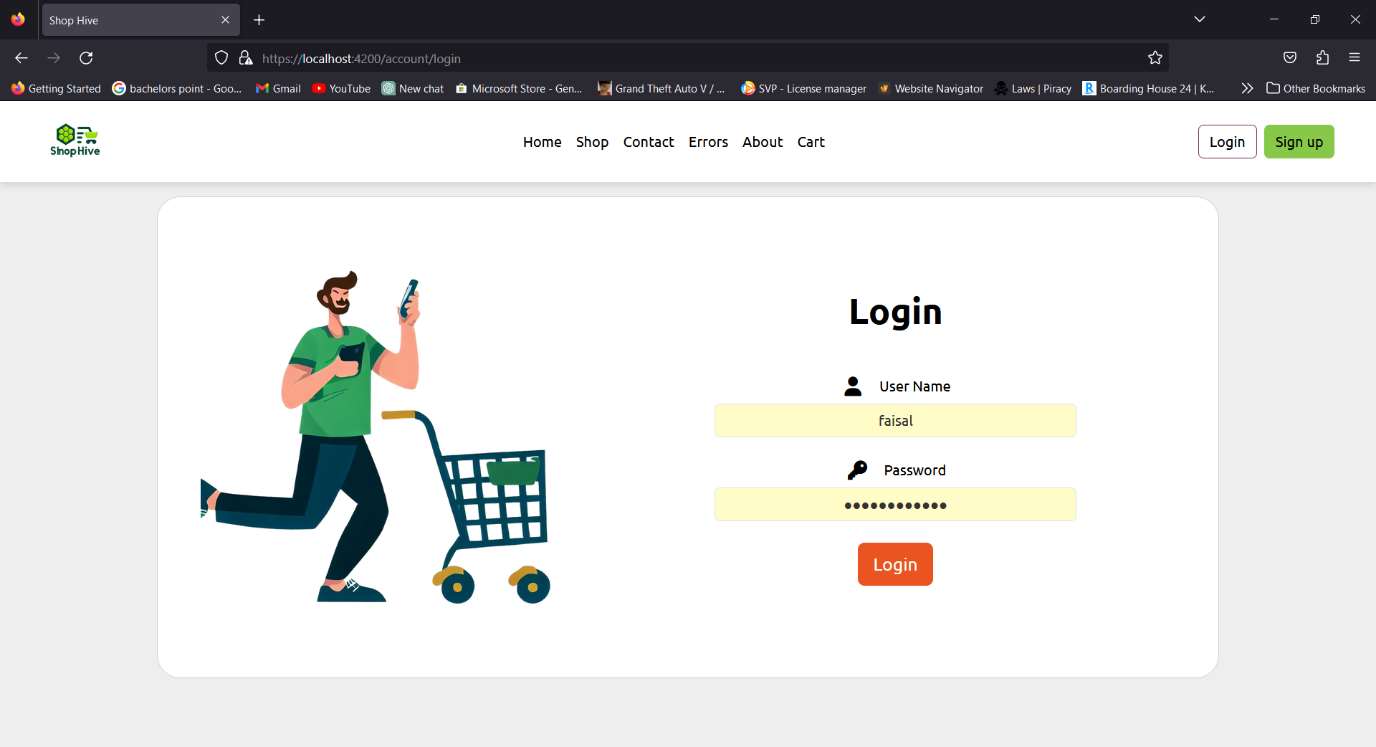 Shop Hive
https://localhost:4200/account/login
Getting Started bachelors point - Goo... Gmail YouTube New chat Microsoft Store - Gen... Grand Theft Auto V / ... SVP - License manager Website Navigator Laws | Piracy Boarding House 24 | K... Other Bookmarks
Shop Hive
Home Shop Contact Errors About Cart
Login Sign up
Login
User Name
faisal
Password
Login